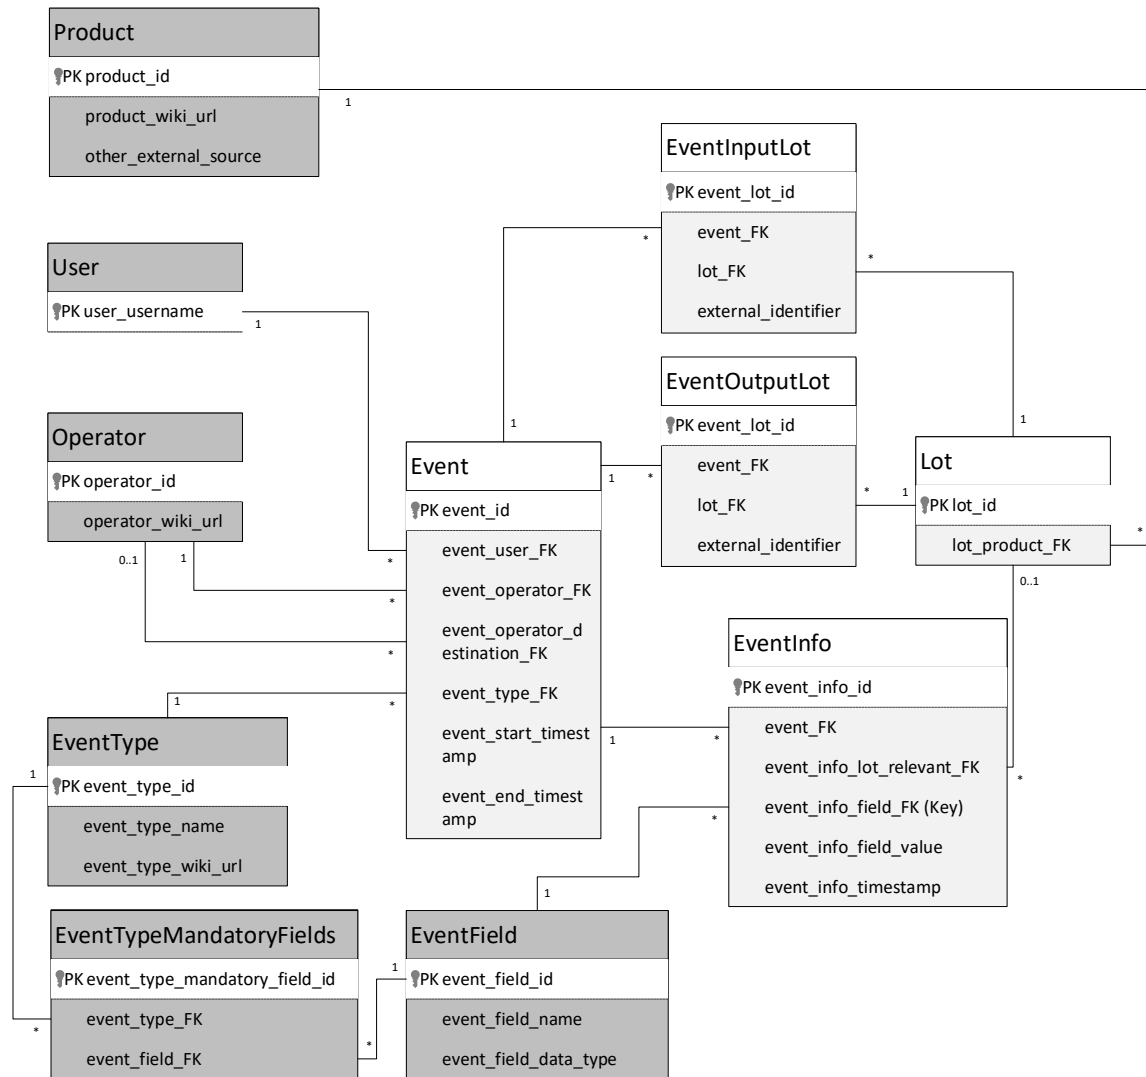 Product
PK product_id
product_wiki_url
other_external_source
1
EventInputLot
PK event_lot_id
event_FK
lot_FK
external_identifier
*
*
User
PK user_username
1
EventOutputLot
PK event_lot_id
event_FK
lot_FK
external_identifier
*
*
Operator
PK operator_id
operator_wiki_url
0..1
1
Event
PK event_id
event_user_FK
event_operator_FK
event_operator_d
estination_FK
event_type_FK
event_start_timest
amp
event_end_timest
amp
1
1
*
*
*
*
1
Lot
PK lot_id
lot_product_FK
1
1
*
0..1
EventInfo
PK event_info_id
event_FK
event_info_lot_relevant_FK
event_info_field_FK (Key)
event_info_field_value
event_info_timestamp
*
*
*
EventType
PK event_type_id
event_type_name
event_type_wiki_url
1
1
EventTypeMandatoryFields
PK event_type_mandatory_field_id
event_type_FK
event_field_FK
*
*
EventField
PK event_field_id
event_field_name
event_field_data_type
1
1